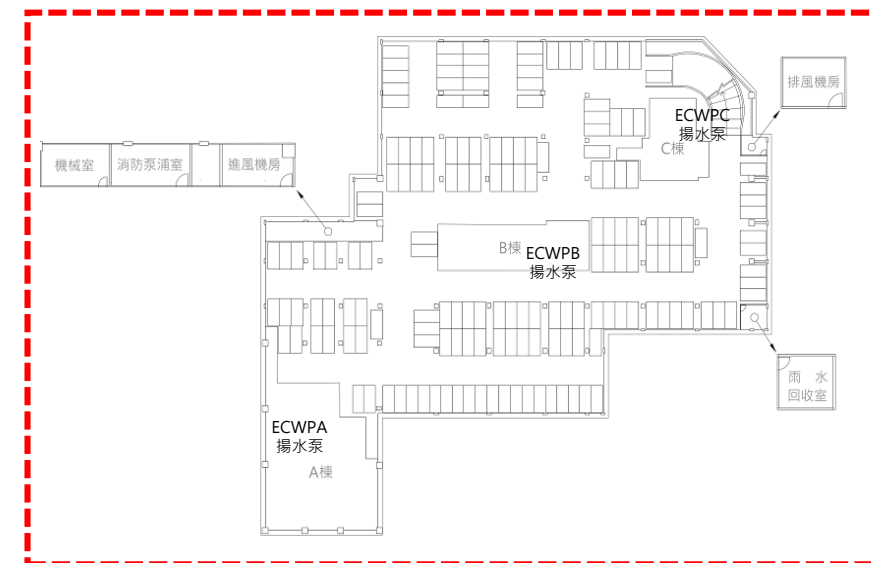 排風機房
ECWPC
揚水泵
C棟
機械室
消防泵浦室
進風機房
B棟
ECWPB
揚水泵
雨 水
回收室
ECWPA
揚水泵
A棟